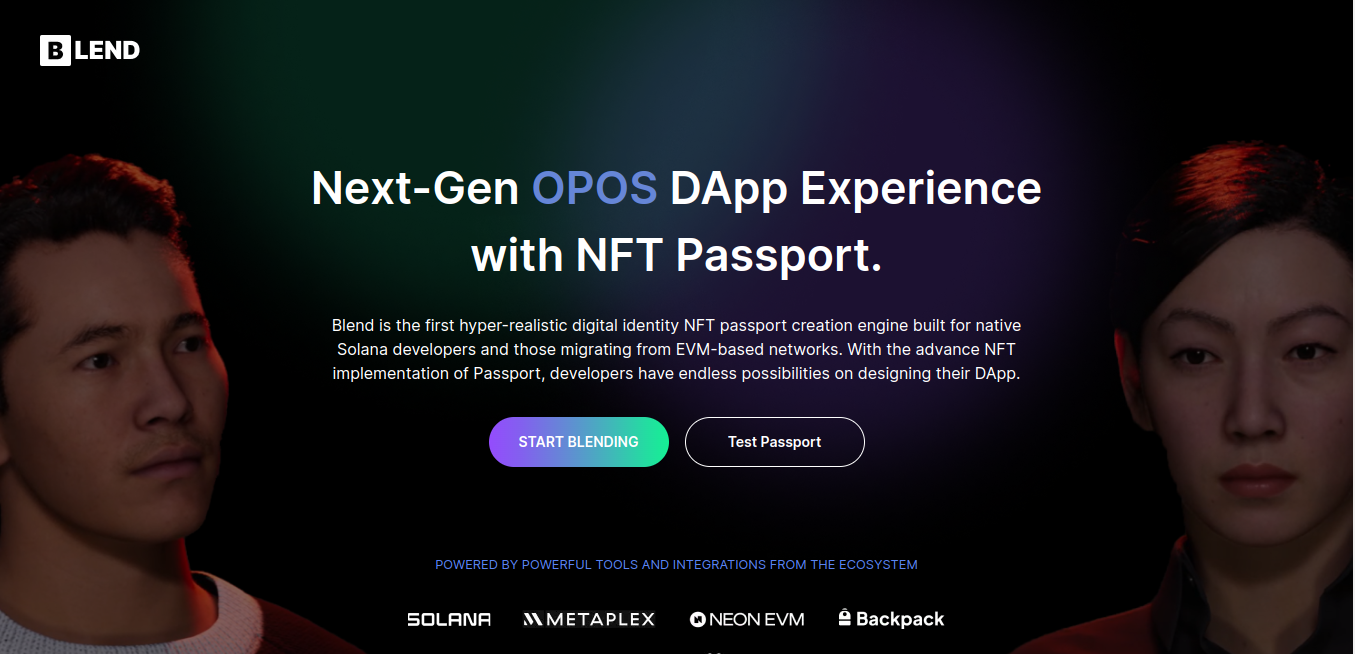 BLEND
Next-Gen OPOS DApp Experience
with NFT Passport.
Blend is the first hyper-realistic digital identity NFT passport creation engine built for native
Solana developers and those migrating from EVM-based networks. With the advance NFT
implementation of Passport, developers have endless possibilities on designing their DApp.
START BLENDING
Test Passport
POWERED BY POWERFUL TOOLS AND INTEGRATIONS FROM THE ECOSYSTEM
SOLANA
METAPLEX
NEON EVM
Backpack